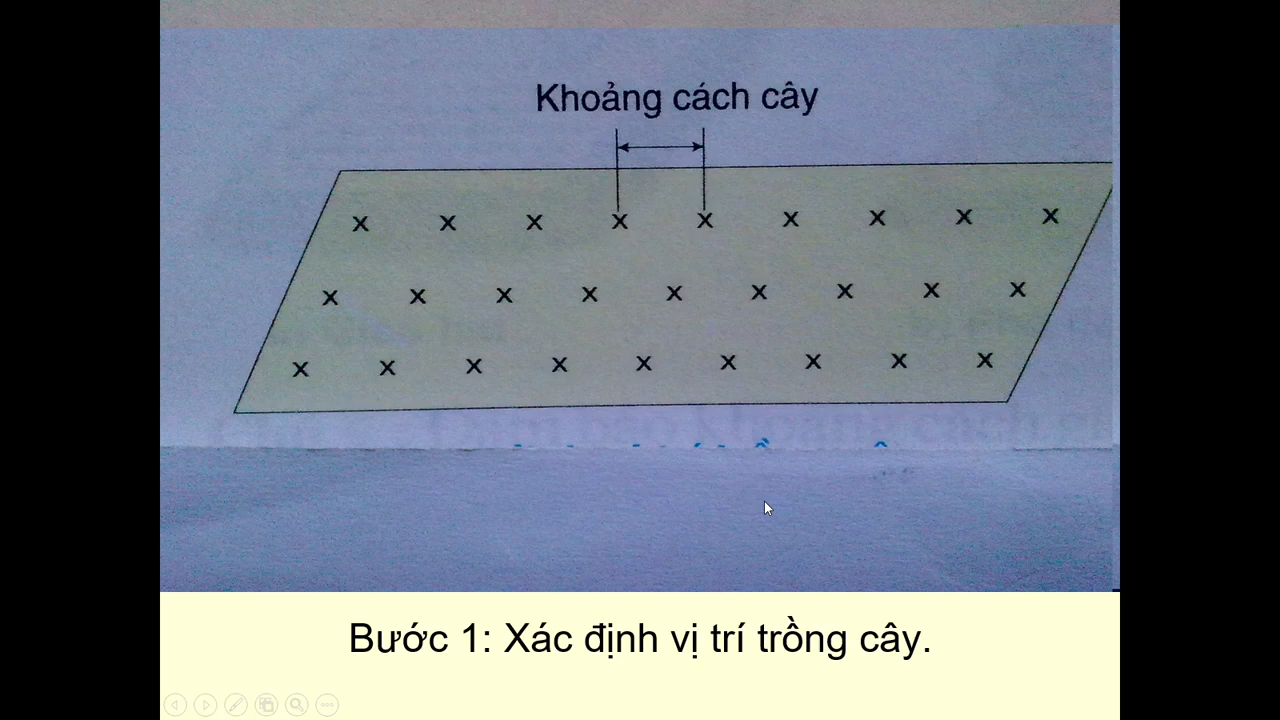 Khoảng cách cây
x x x x x x x x x
x x x x x x x x x
x x x x x x x x x
Bước 1: Xác định vị trí trồng cây.